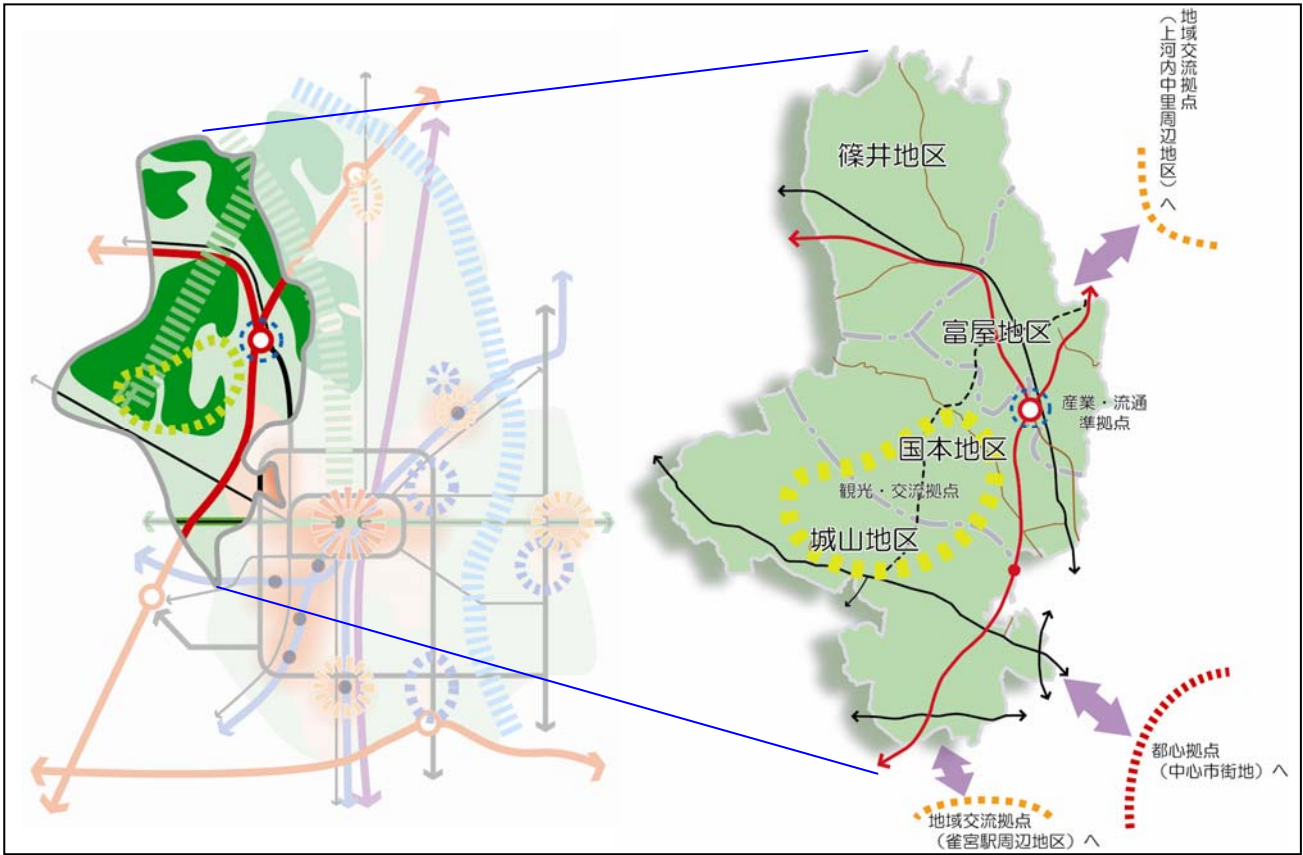 地域交流拠点
（上河内中里周辺地区）へ
篠井地区
富屋地区
産業・流通
準拠点
国本地区
観光・交流拠点
城山地区
都心拠点
（中心市街地）へ
地域交流拠点
（雀宮駅周辺地区）へ